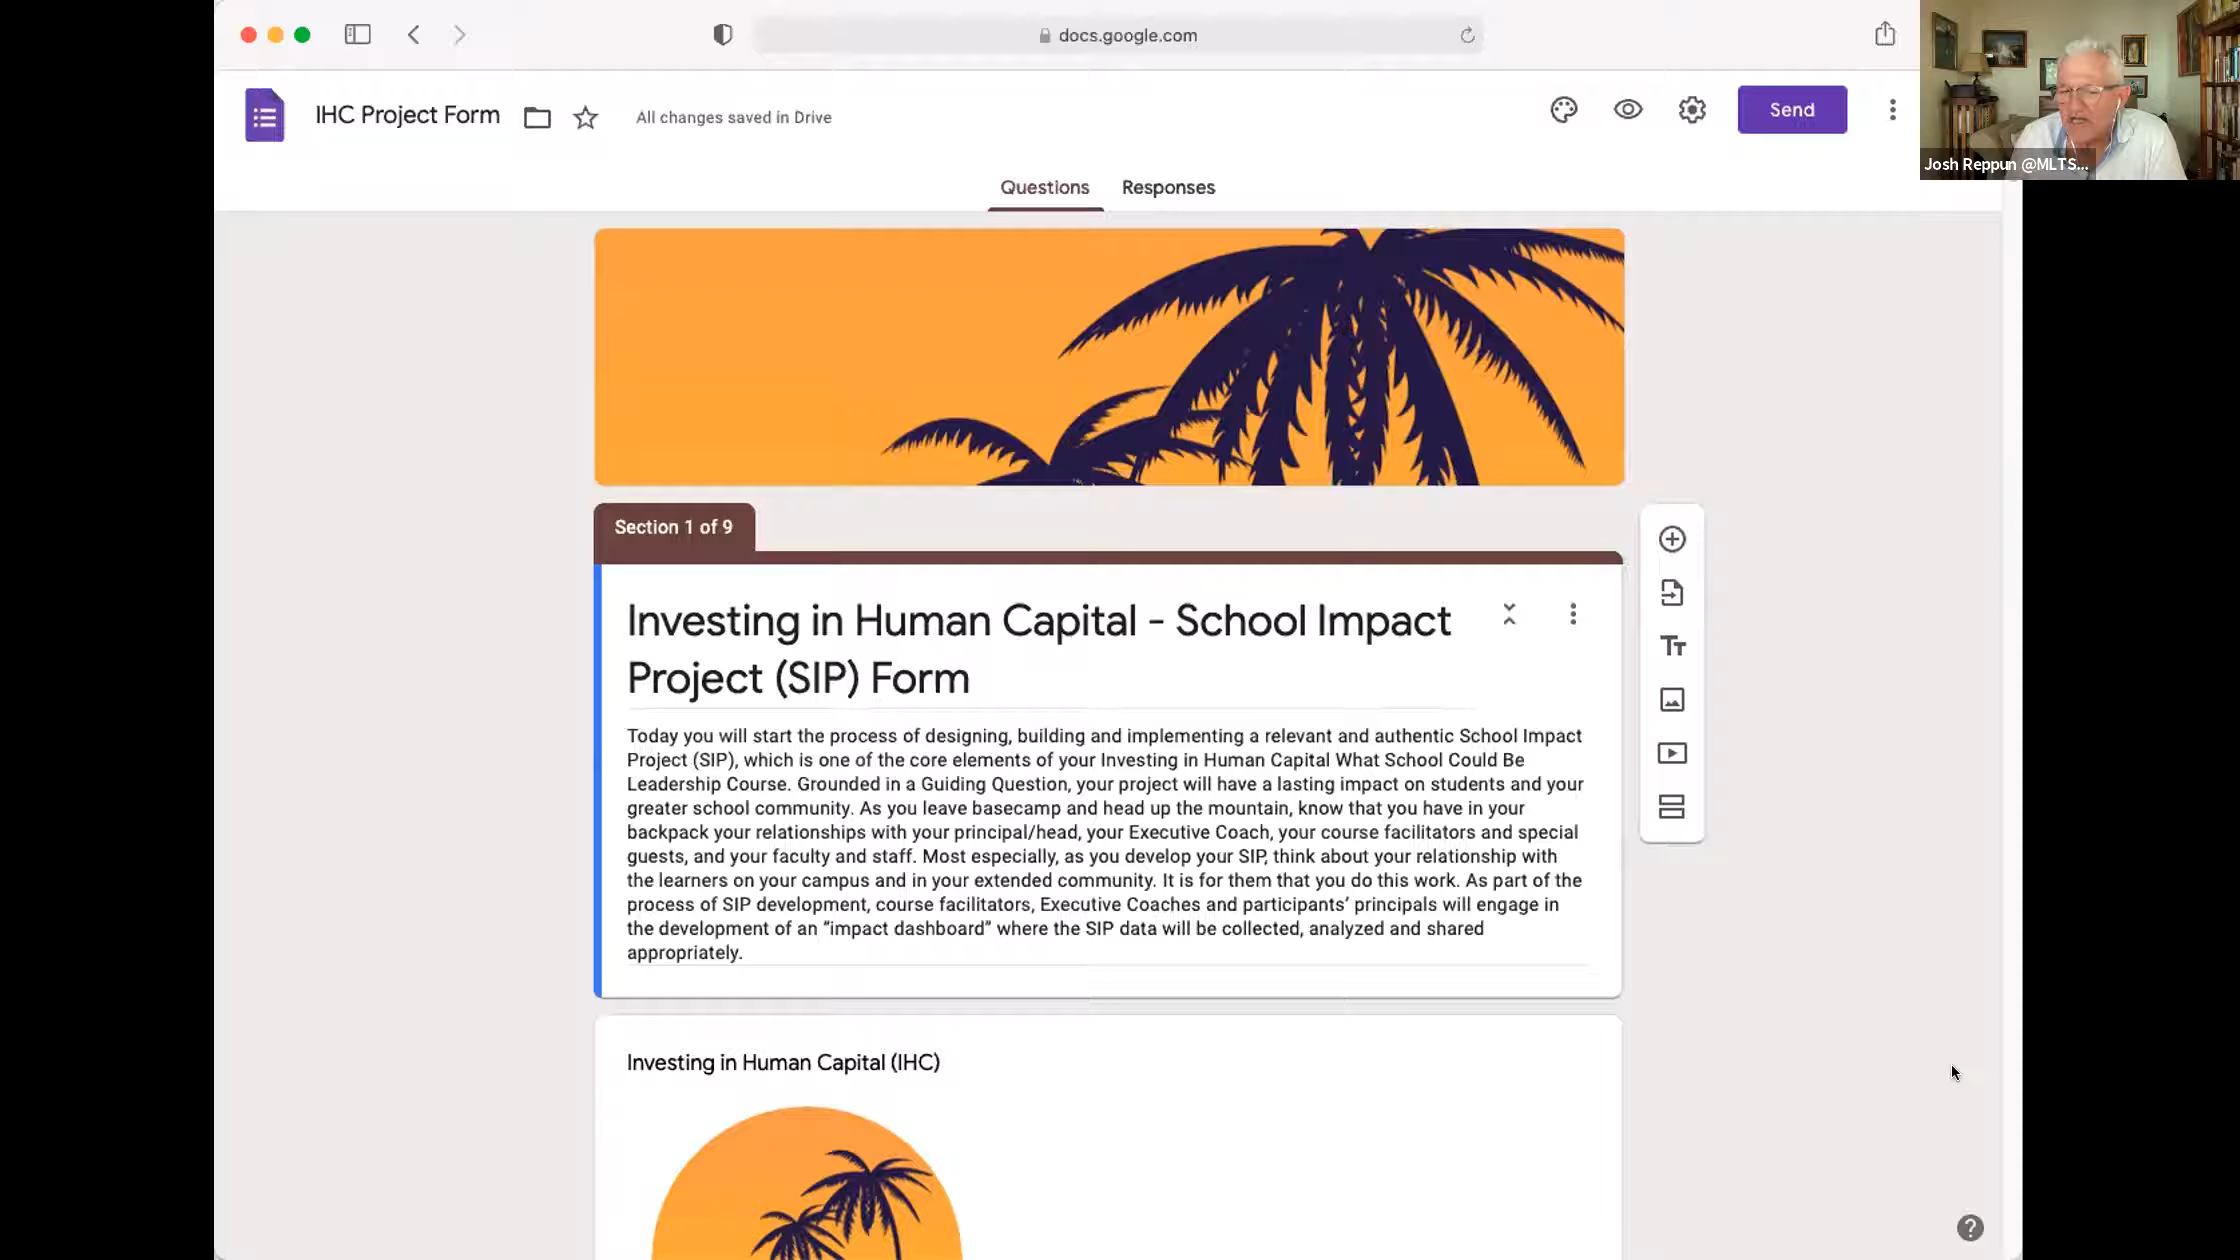 docs.google.com
IHC Project Form
All changes saved in Drive
Send
Josh Reppun @MLTS...
Questions
Responses
Section 1 of 9
Investing in Human Capital - School Impact
Project (SIP) Form
Today you will start the process of designing, building and implementing a relevant and authentic School Impact
Project (SIP), which is one of the core elements of your Investing in Human Capital What School Could Be
Leadership Course. Grounded in a Guiding Question, your project will have a lasting impact on students and your
greater school community. As you leave basecamp and head up the mountain, know that you have in your
backpack your relationships with your principal/head, your Executive Coach, your course facilitators and special
guests, and your faculty and staff. Most especially, as you develop your SIP, think about your relationship with
the learners on your campus and in your extended community. It is for them that you do this work. As part of the
process of SIP development, course facilitators, Executive Coaches and participants’ principals will engage in
the development of an “impact dashboard” where the SIP data will be collected, analyzed and shared
appropriately.
Tт
Investing in Human Capital (IHC)